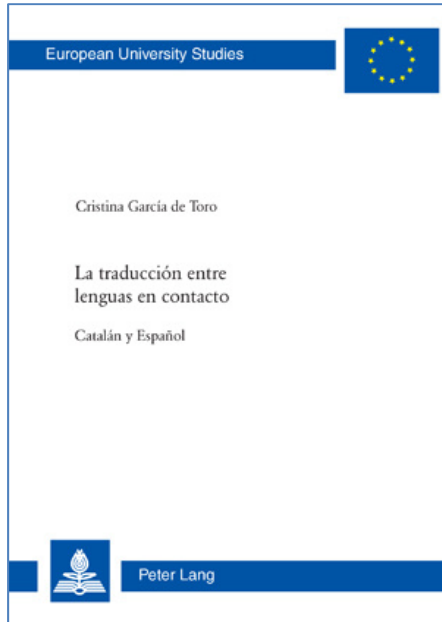 European University Studies
Cristina García de Toro
La traducción entre
lenguas en contacto
Catalán y Español
Peter Lang